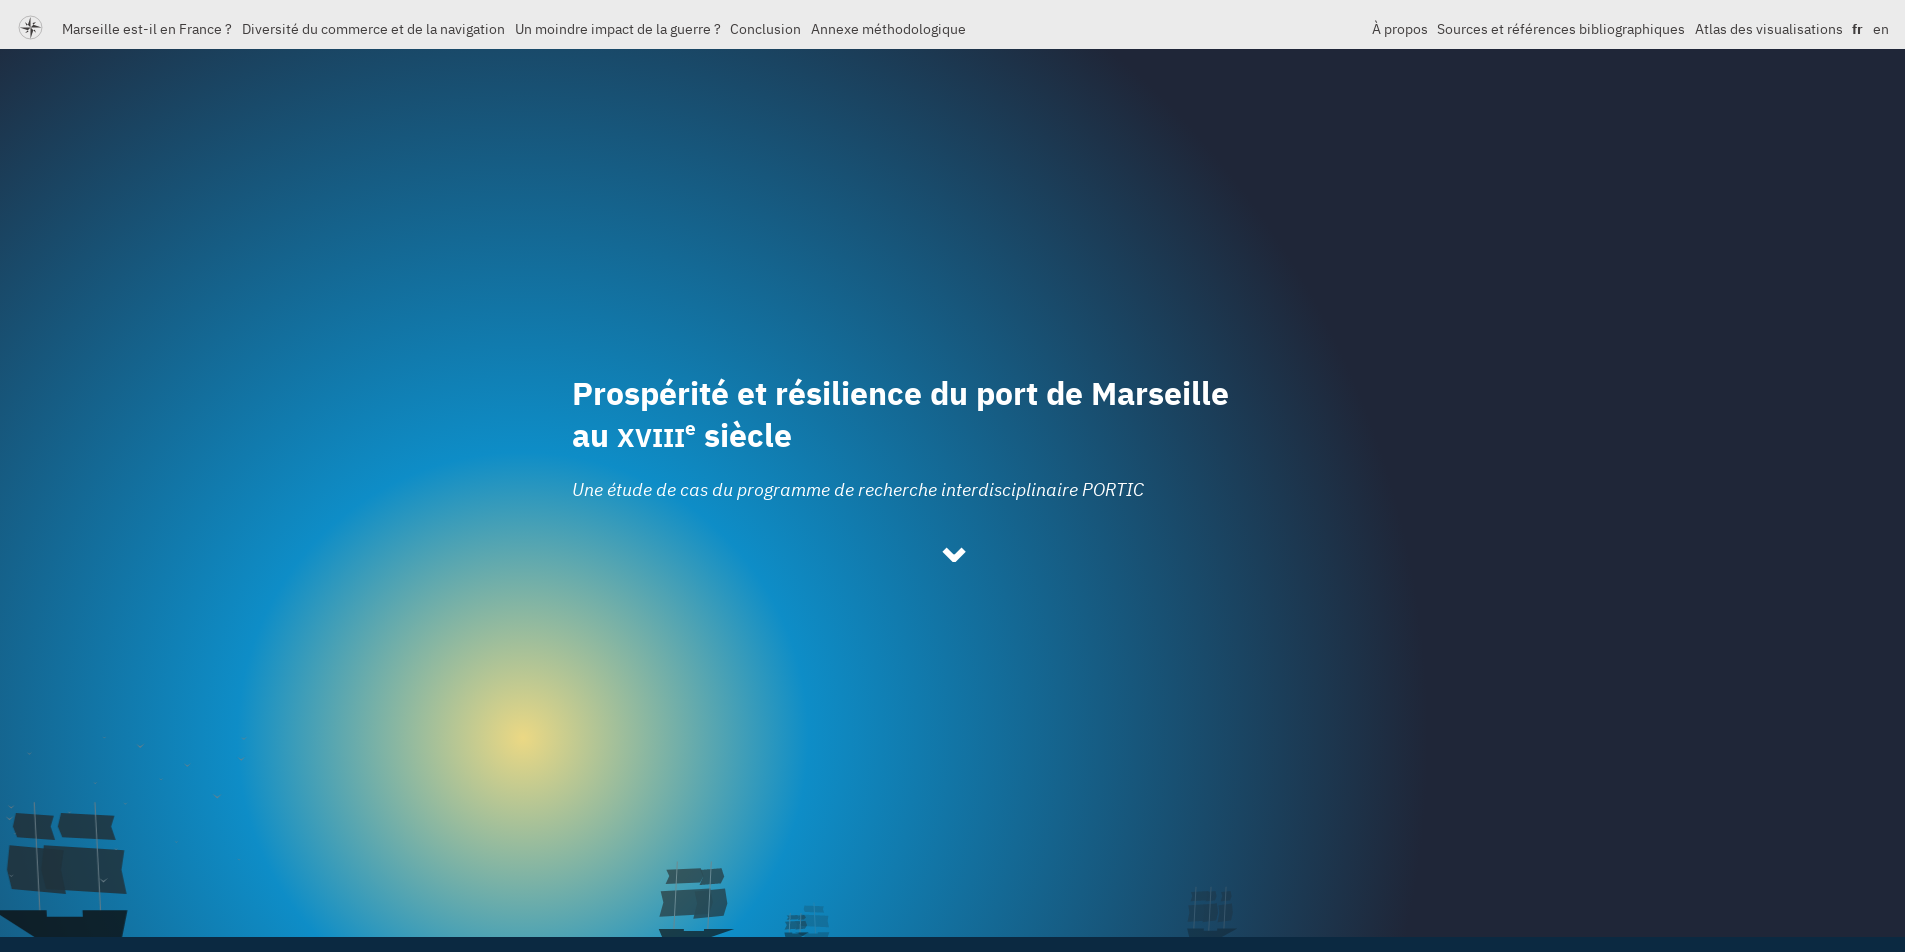 Marseille est-il en France ? Diversité du commerce et de la navigation Un moindre impact de la guerre ? Conclusion Annexe méthodologique À propos Sources et références bibliographiques Atlas des visualisations fr en
Prospérité et résilience du port de Marseille
au XVIIIe siècle
Une étude de cas du programme de recherche interdisciplinaire PORTIC